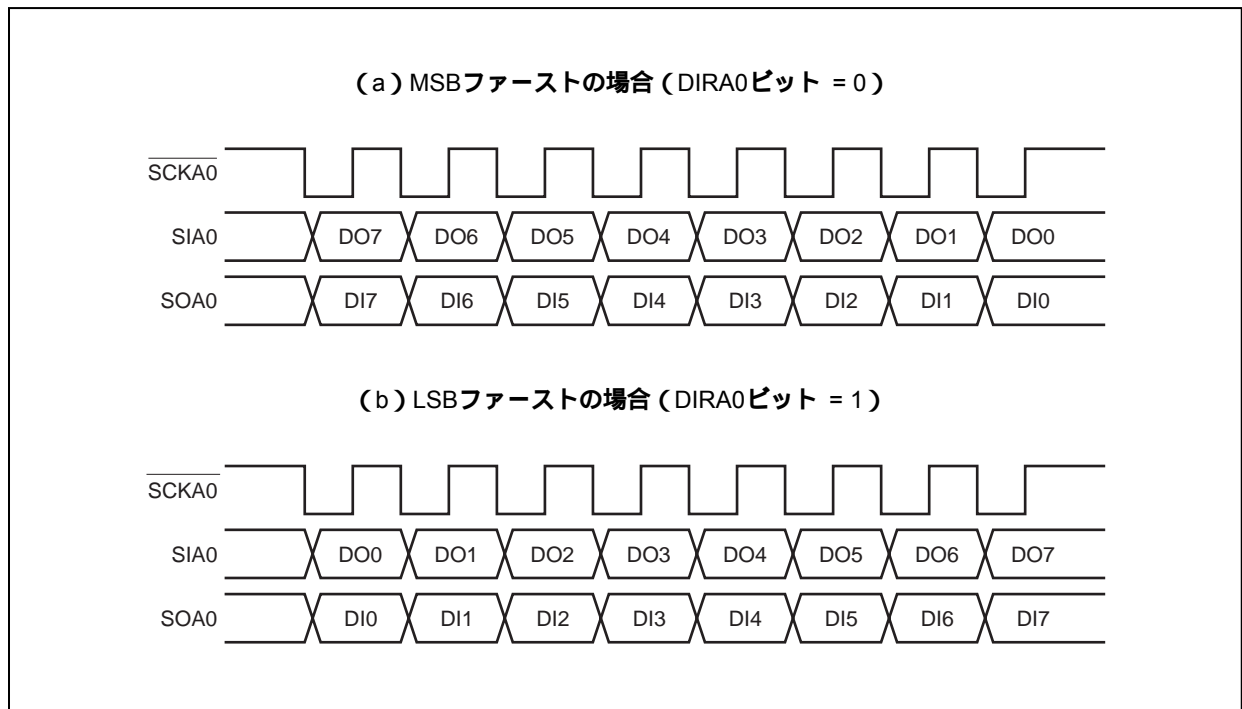 （a）MSBファーストの場合（DIRA0ビット = 0）
SCKA0
SIA0 DO7 DO6 DO5 DO4 DO3 DO2 DO1 DO0
SOA0 DI7 DI6 DI5 DI4 DI3 DI2 DI1 DI0
（b）LSBファーストの場合（DIRA0ビット = 1）
SCKA0
SIA0 DO0 DO1 DO2 DO3 DO4 DO5 DO6 DO7
SOA0 DI0 DI1 DI2 DI3 DI4 DI5 DI6 DI7